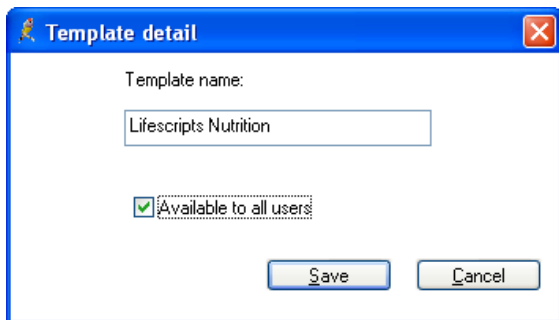 Template detail
Template name:
Lifescripts Nutrition
Available to all users
Save
Cancel